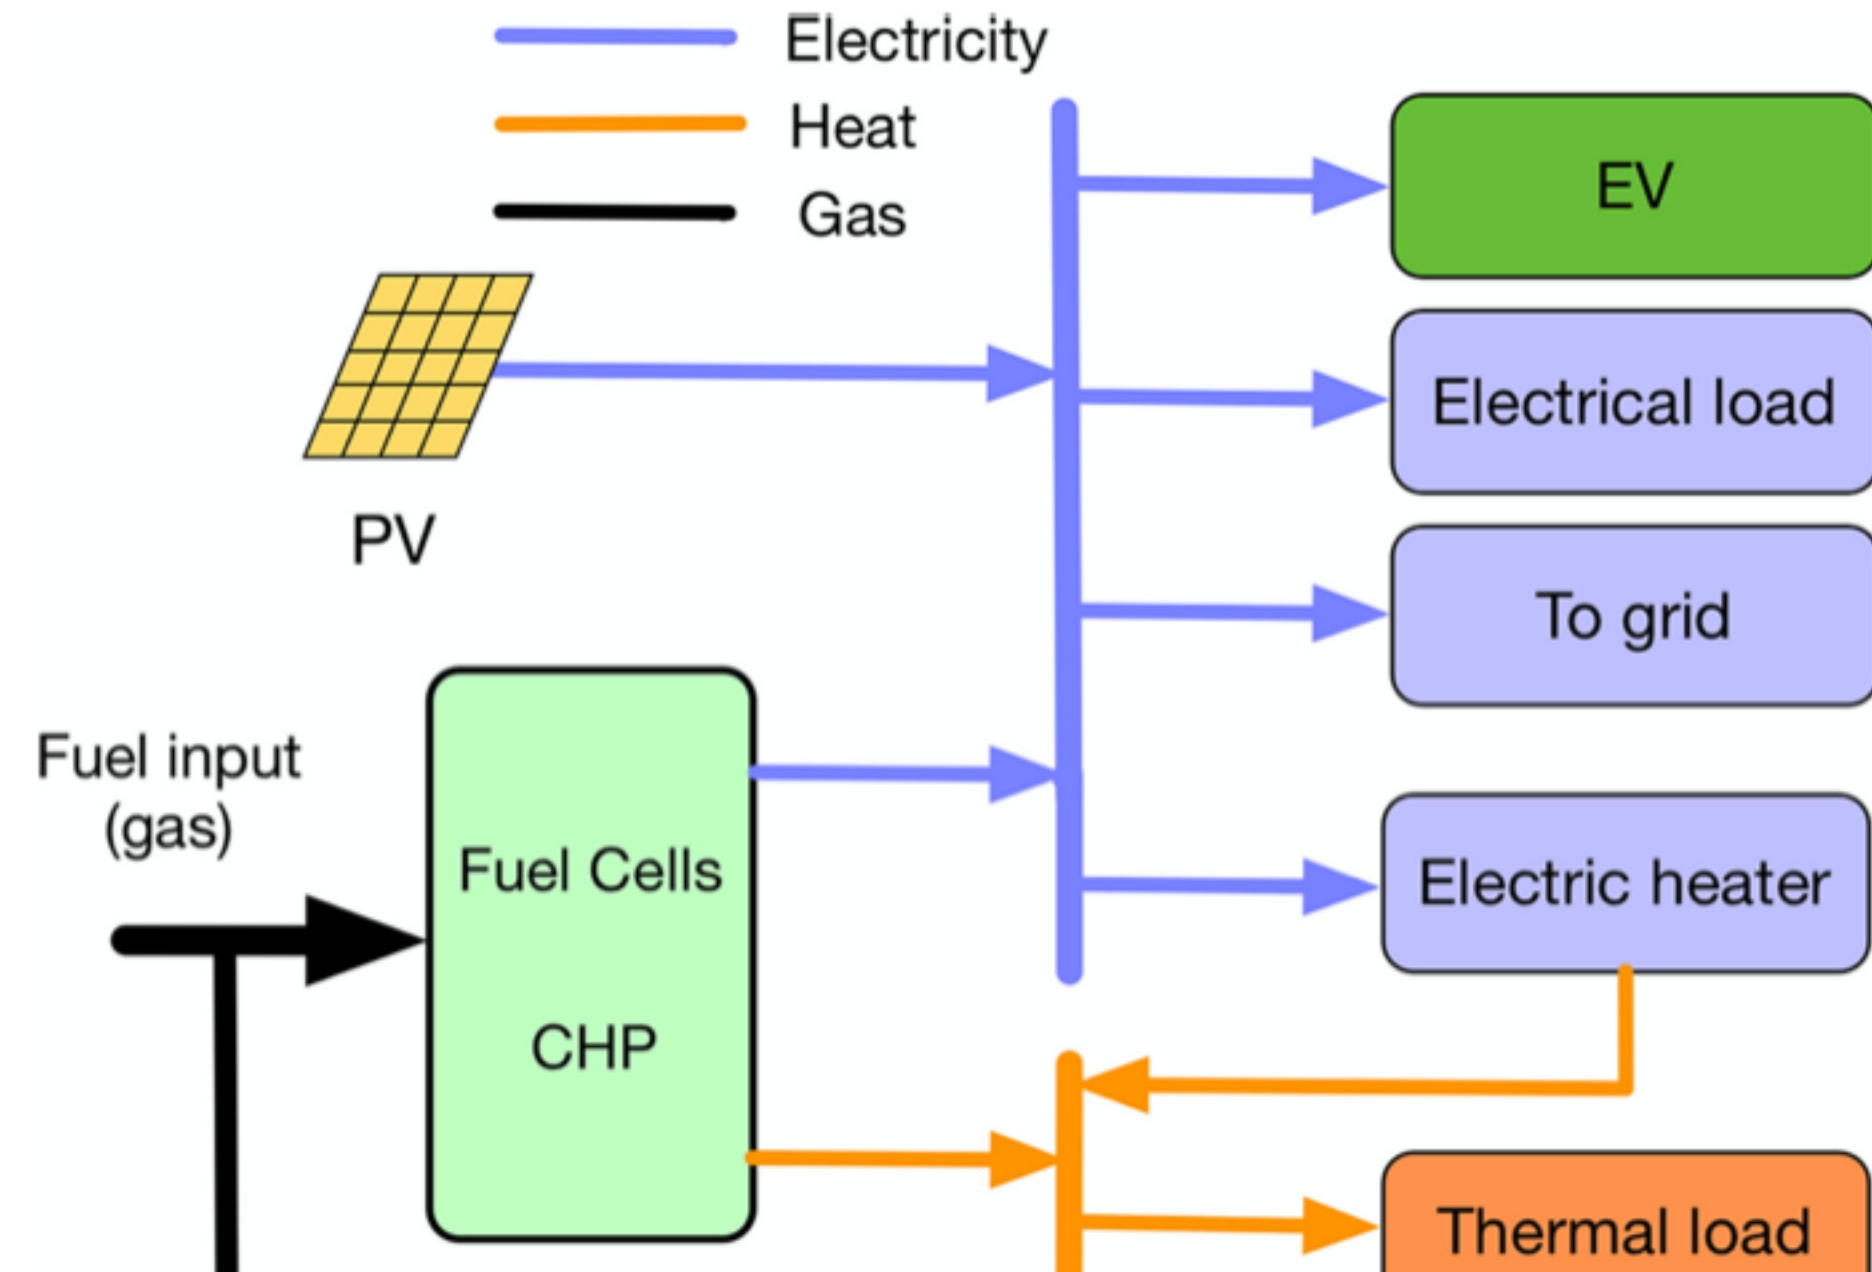 Electricity
Heat
Gas
EV
Electrical load
PV
To grid
Fuel input
(gas)
Fuel Cells
CHP
Electric heater
Thermal load